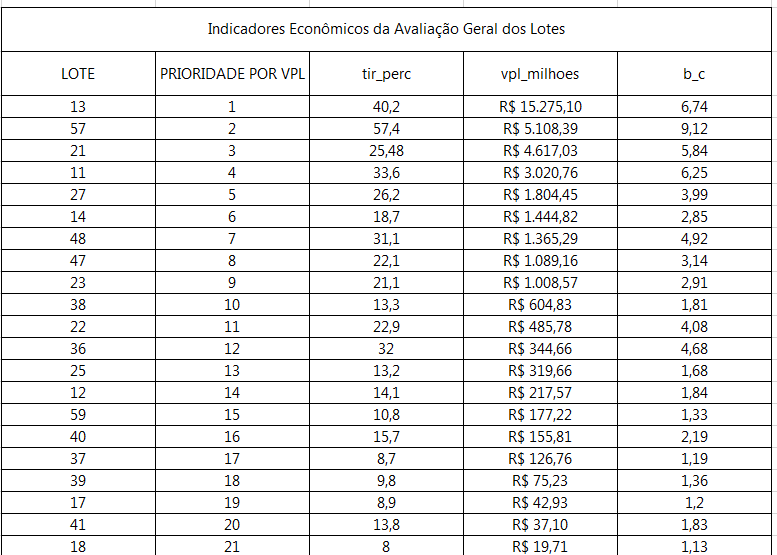 Indicadores Econômicos da Avaliação Geral dos Lotes
LOTE PRIORIDADE POR VPL tir_perc vpl_milhoes b_c
13 1 40,2 R$ 15.275,10 6,74
57 2 57,4 R$ 5.108,39 9,12
21 3 25,48 R$ 4.617,03 5,84
11 4 33,6 R$ 3.020,76 6,25
27 5 26,2 R$ 1.804,45 3,99
14 6 18,7 R$ 1.444,82 2,85
48 7 31,1 R$ 1.365,29 4,92
47 8 22,1 R$ 1.089,16 3,14
23 9 21,1 R$ 1.008,57 2,91
38 10 13,3 R$ 604,83 1,81
22 11 22,9 R$ 485,78 4,08
36 12 32 R$ 344,66 4,68
25 13 13,2 R$ 319,66 1,68
12 14 14,1 R$ 217,57 1,84
59 15 10,8 R$ 177,22 1,33
40 16 15,7 R$ 155,81 2,19
37 17 8,7 R$ 126,76 1,19
39 18 9,8 R$ 75,23 1,36
17 19 8,9 R$ 42,93 1,2
41 20 13,8 R$ 37,10 1,83
18 21 8 R$ 19,71 1,13